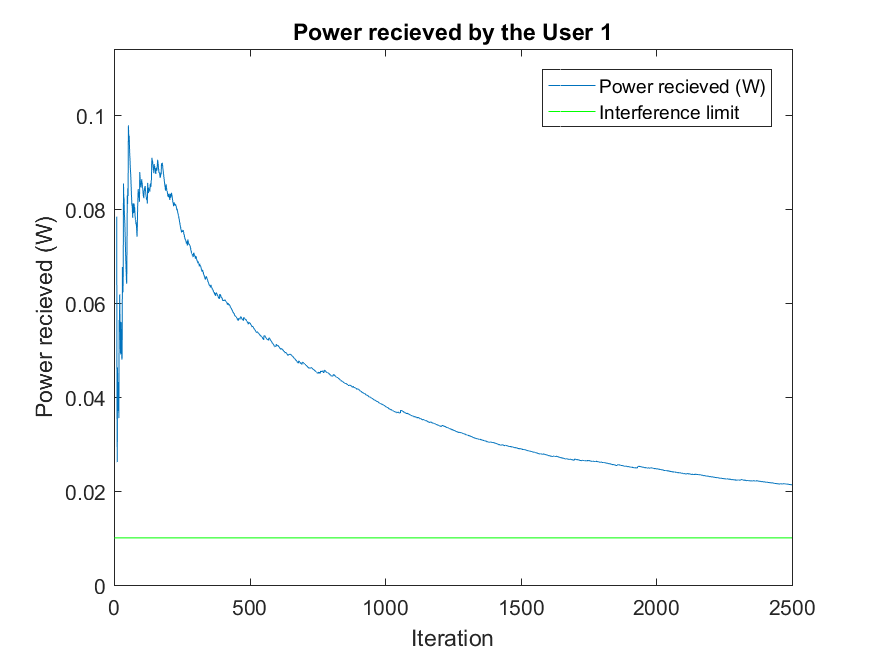 Power recieved by the User 1
Power recieved (W)
Interference limit
0.1
0.08
0.06
0.04
0.02
0
Power recieved (W)
0 500 1000 1500 2000 2500
Iteration